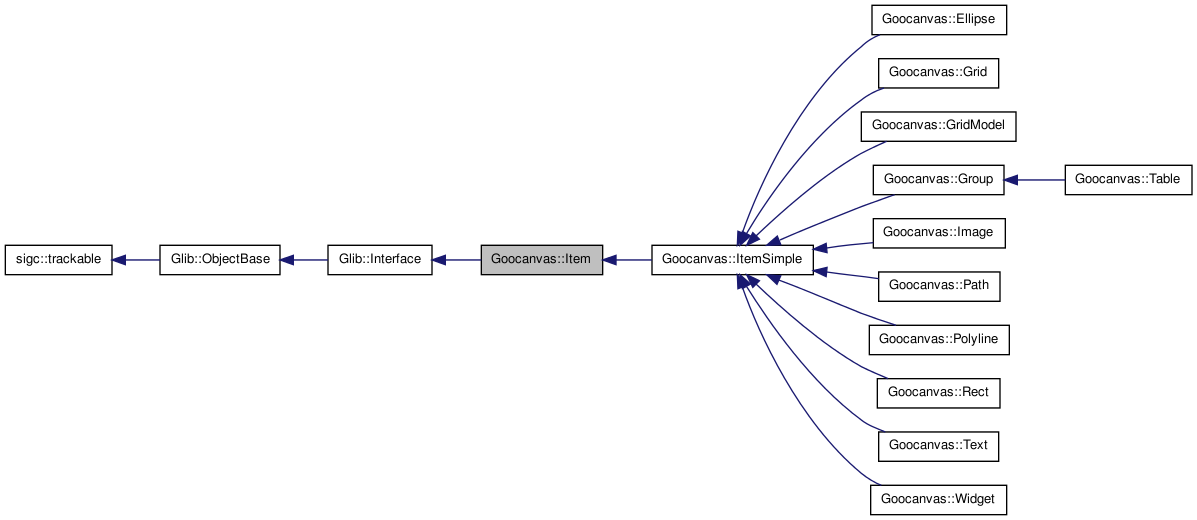 Goocanvas::Ellipse
Goocanvas::Grid
Goocanvas::GridModel
Goocanvas::Group
Goocanvas::Table
Goocanvas::Image
sigc::trackable
Glib::ObjectBase
Glib::Interface
Goocanvas::Item
Goocanvas::ItemSimple
Goocanvas::Path
Goocanvas::Polyline
Goocanvas::Rect
Goocanvas::Text
Goocanvas::Widget